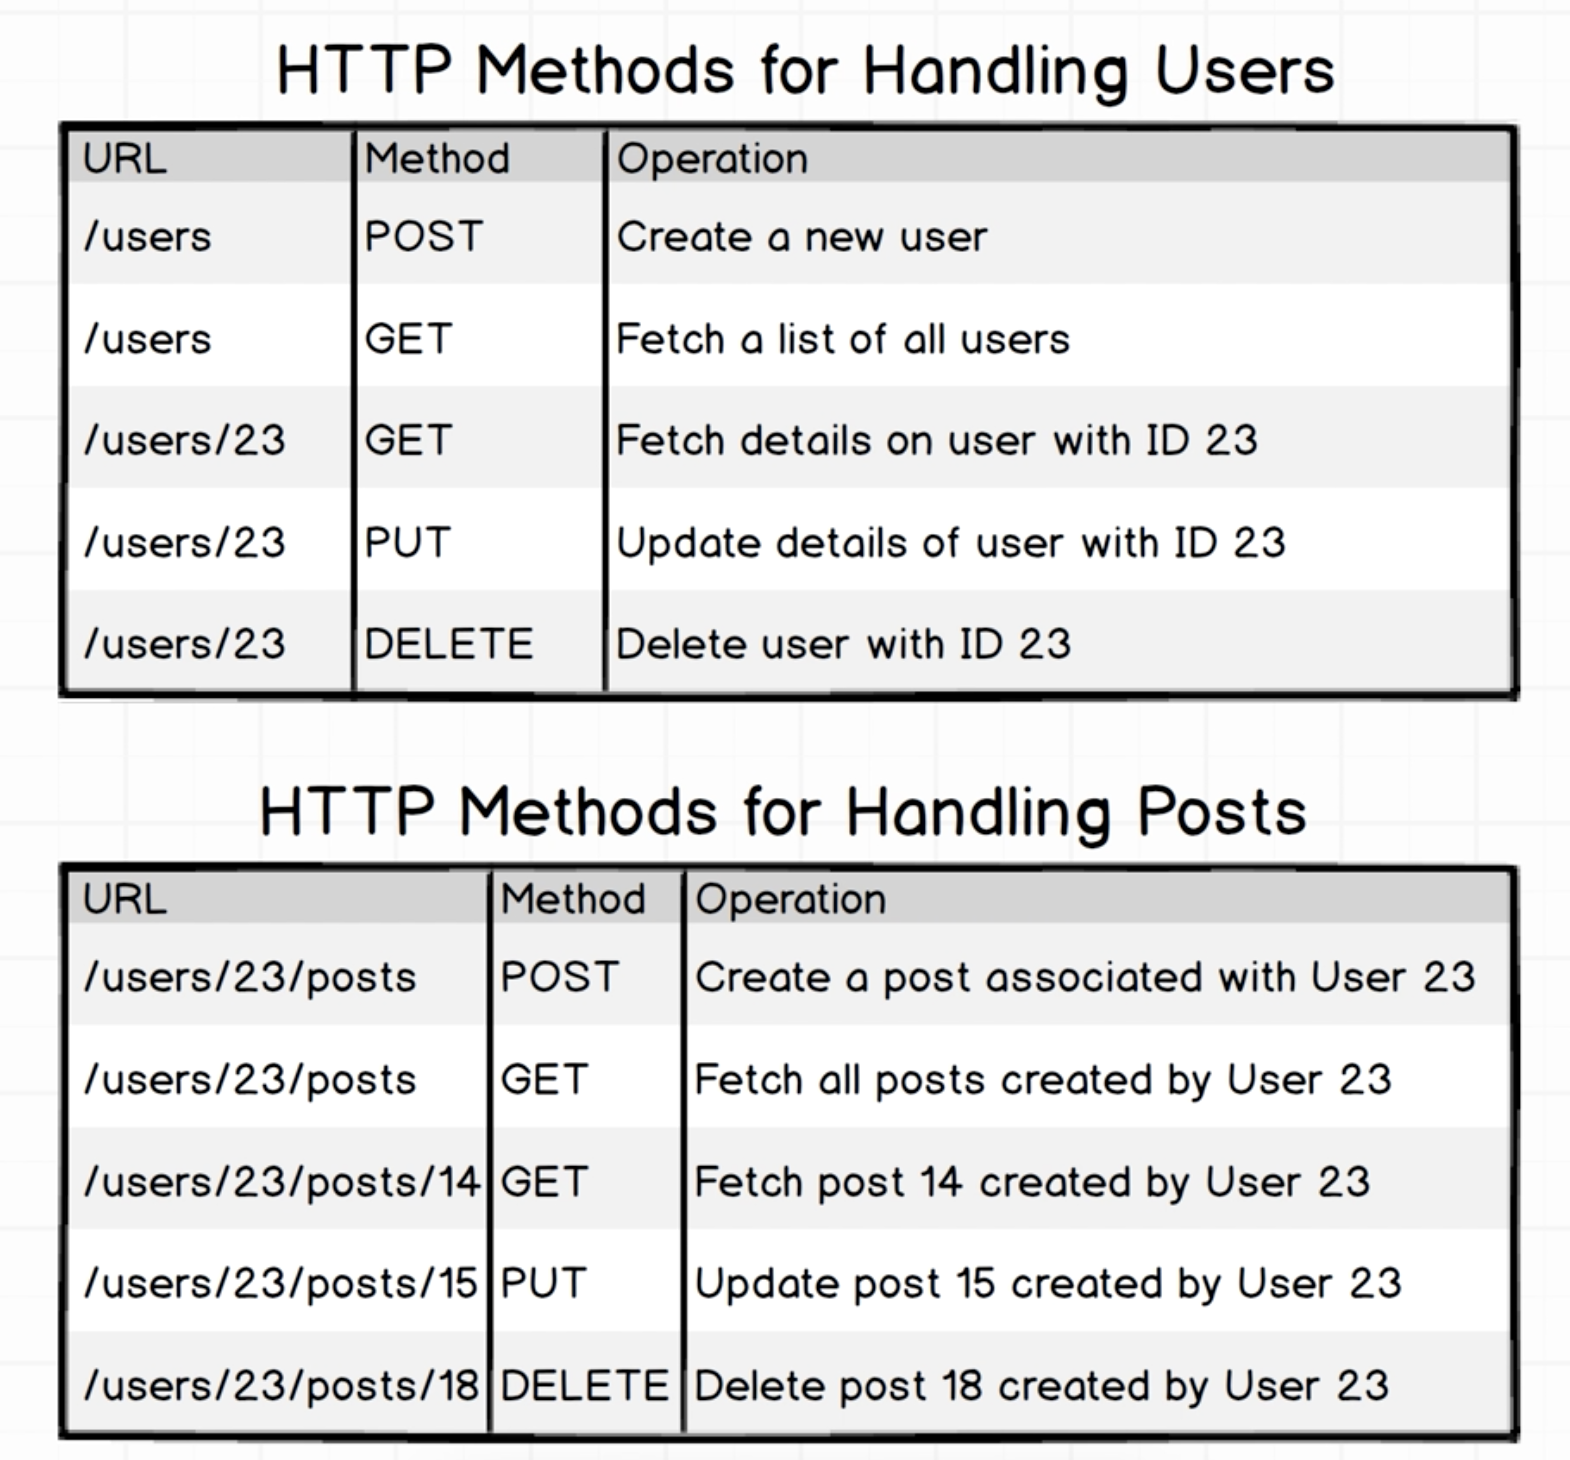 HTTP Methods for Handling Users
URL Method Operation
/users POST Create a new user
/users GET Fetch a list of all users
/users/23 GET Fetch details on user with ID 23
/users/23 PUT Update details of user with ID 23
/users/23 DELETE Delete user with ID 23
HTTP Methods for Handling Posts
URL Method Operation
/users/23/posts POST Create a post associated with User 23
/users/23/posts GET Fetch all posts created by User 23
/users/23/posts/14 GET Fetch post 14 created by User 23
/users/23/posts/15 PUT Update post 15 created by User 23
/users/23/posts/18 DELETE Delete post 18 created by User 23